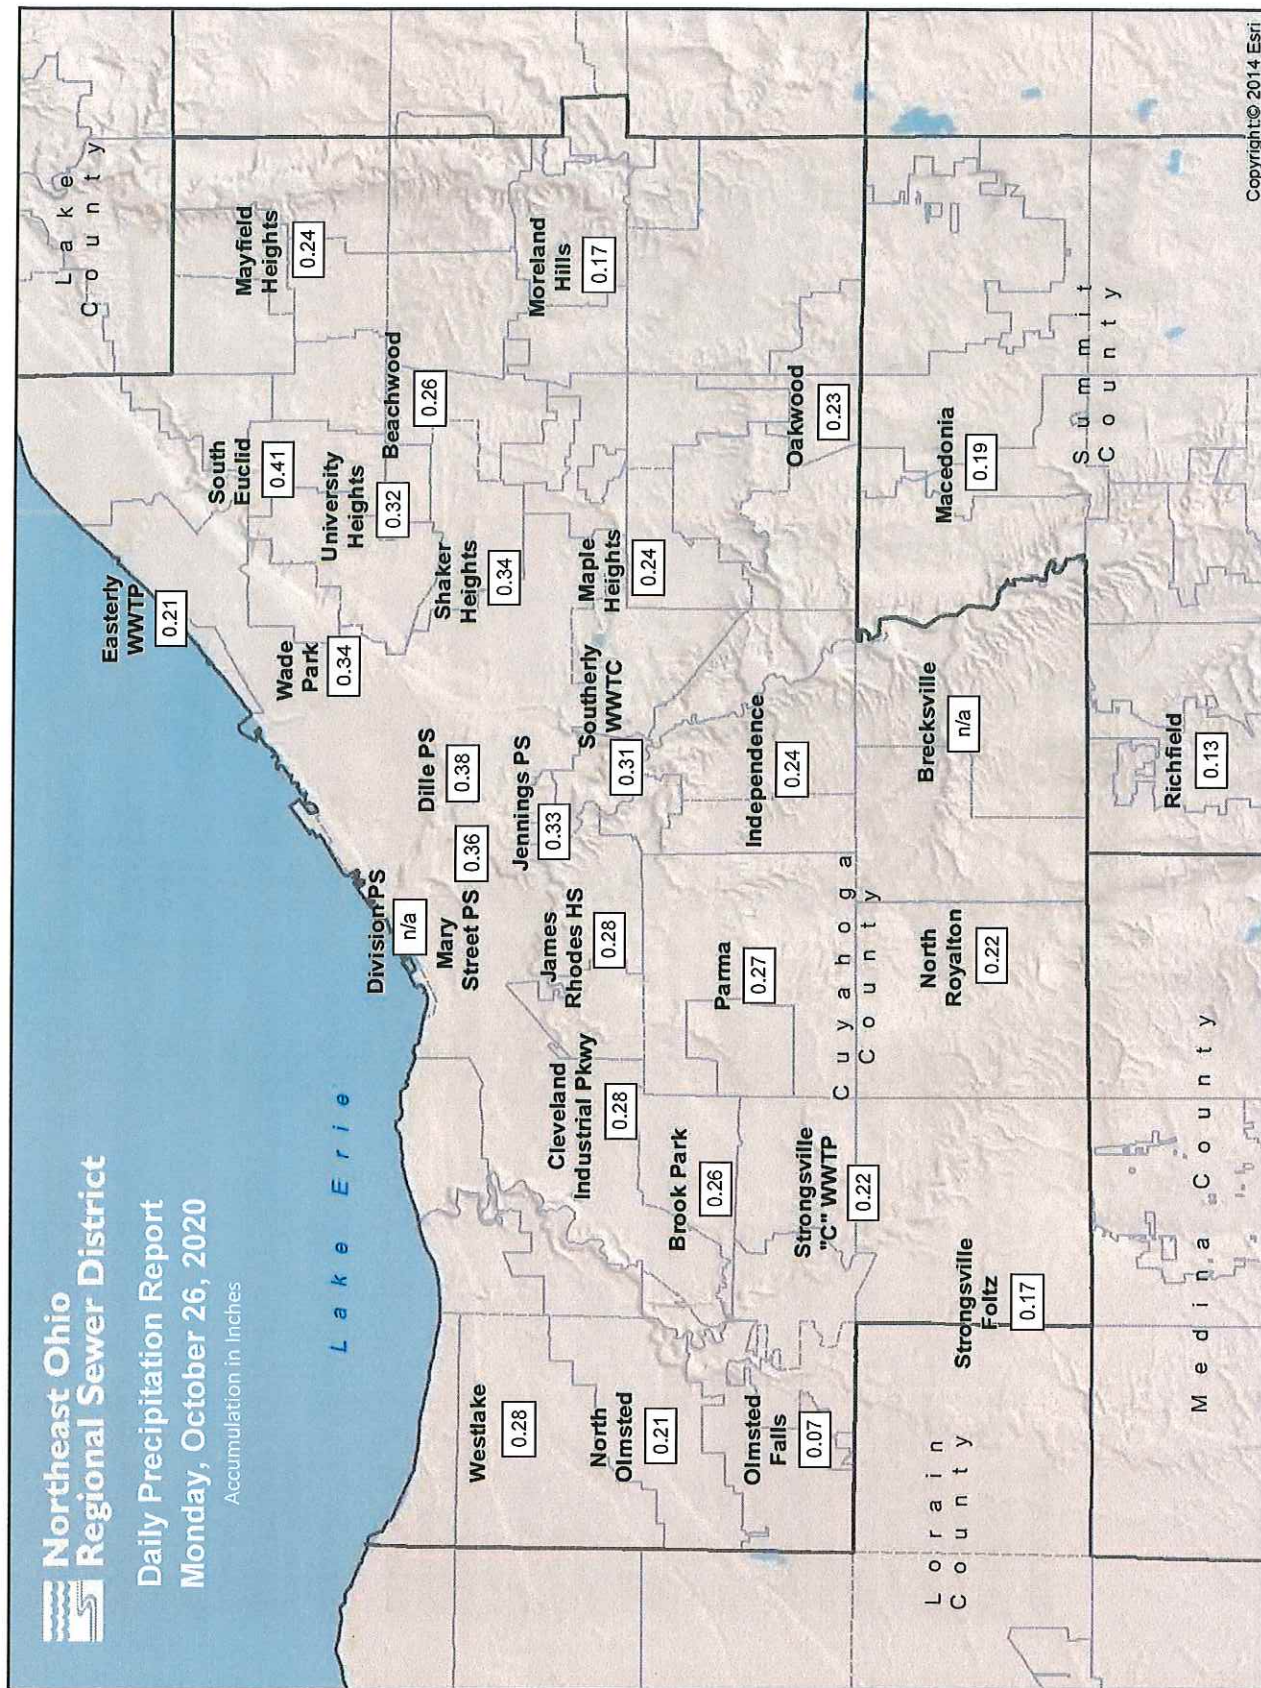 Northeast Ohio
Regional Sewer District
Daily Precipitation Report
Monday, October 26, 2020
Accumulation in Inches
Lake Erie
Lake
County
Easterly
WWTP
0.21
South
Euclid
0.41
Mayfield
Heights
0.24
Wade
Park
0.34
University
Heights
0.32
Beachwood
0.26
Division PS
n/a
Dille PS
0.38
Shaker
Heights
0.34
Mary
Street PS
0.36
Westlake
0.28
Jennings PS
0.33
Moreland
Hills
0.17
Cleveland
Industrial Pkwy
0.28
James
Rhodes HS
0.28
Southerly
WWTC
0.31
Maple
Heights
0.24
North
Olmsted
0.21
Brook Park
0.26
Parma
0.27
Independence
0.24
Olmsted
Falls
0.07
Strongsville
"C" WWTP
0.22
Oakwood
0.23
Cuyahoga
County
Lorain
County
Strongsville
Foltz
0.17
North
Royalton
0.22
Brecksville
n/a
Macedonia
0.19
Summit
County
Medina County
Richfield
0.13
Copyright:© 2014 Esri